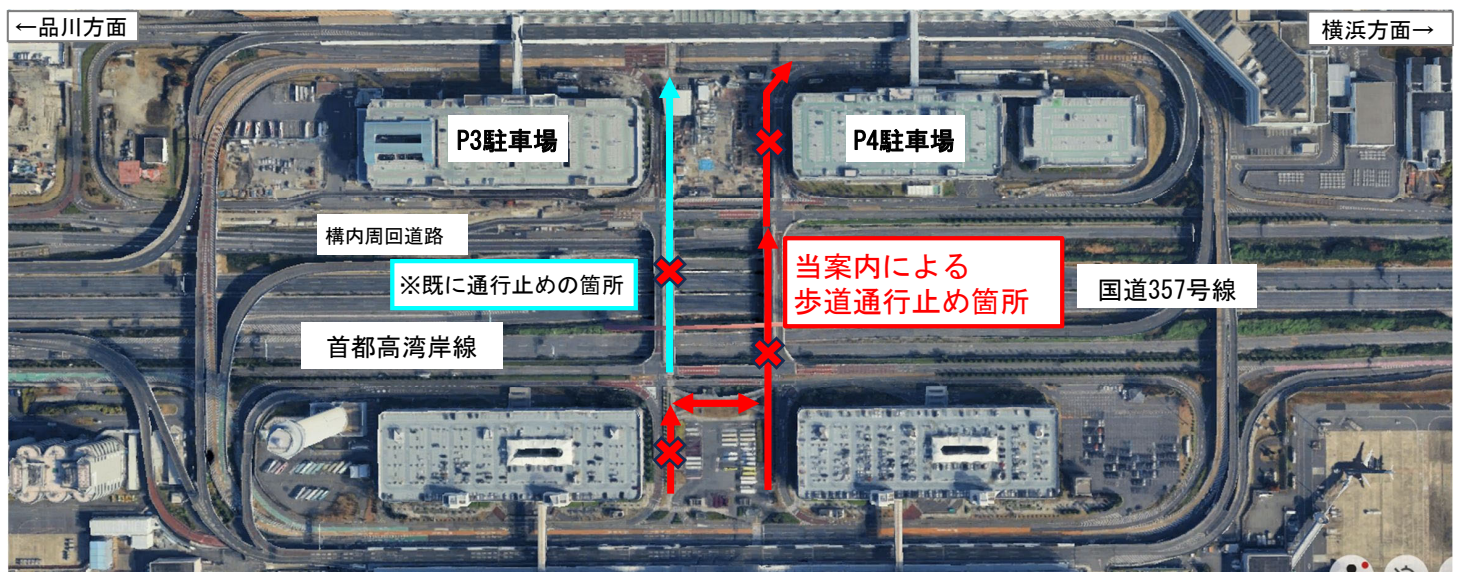 ←品川方面
横浜方面→
P3駐車場
P4駐車場
構内周回道路
※既に通行止めの箇所
当案内による
歩道通行止め箇所
国道357号線
首都高湾岸線